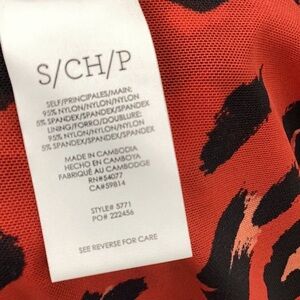 S/CH/P
SELF/PRINCIPALES/MAIN:
95% NYLON/NYLON/NYLON
5% SPANDEX/SPANDEX/SPANDEX
LINING/FORRO/DOUBLURE:
95% NYLON/NYLON/NYLON
5% SPANDEX/SPANDEX/SPANDEX
MADE IN CAMBODIA
HECHO EN CAMBOYA
FABRIQUÉ AU CAMBODGE
RN#54077
CA#59814
STYLE# 5771
PO# 222456
SEE REVERSE FOR CARE